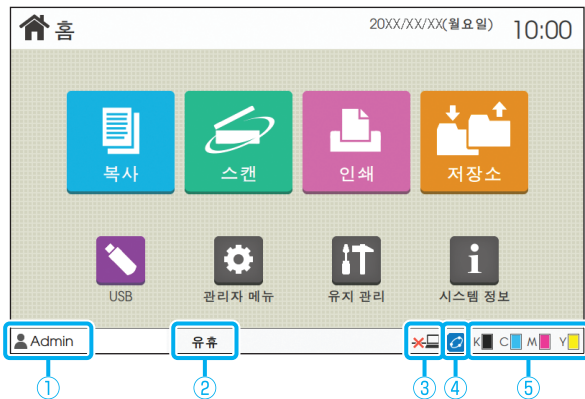 홈
20XX/XX/XX(월요일) 10:00
복사 스캔 인쇄 저장소
USB 관리자 메뉴 유지 관리 시스템 정보
Admin 유휴 K C M Y
① ② ③ ④ ⑤